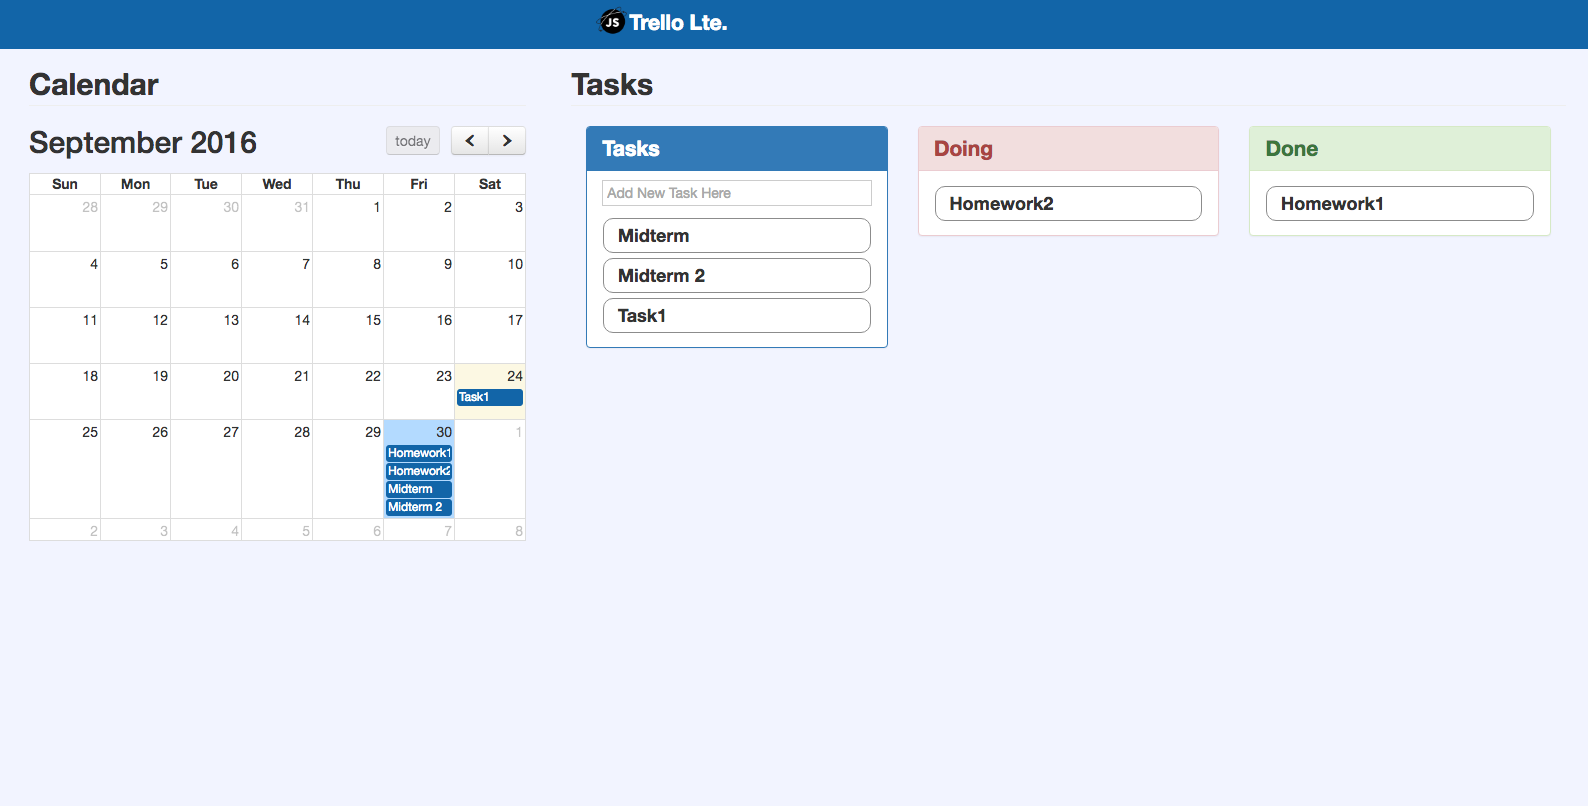 JS Trello Lte.
Calendar
September 2016
today
Sun Mon Tue Wed Thu Fri Sat
28 29 30 31 1 2 3
4 5 6 7 8 9 10
11 12 13 14 15 16 17
18 19 20 21 22 23 24
Task1
25 26 27 28 29 30 1
Homework1
Homework2
Midterm
Midterm 2
2 3 4 5 6 7 8
Tasks
Tasks
Add New Task Here
Midterm
Midterm 2
Task1
Doing
Homework2
Done
Homework1